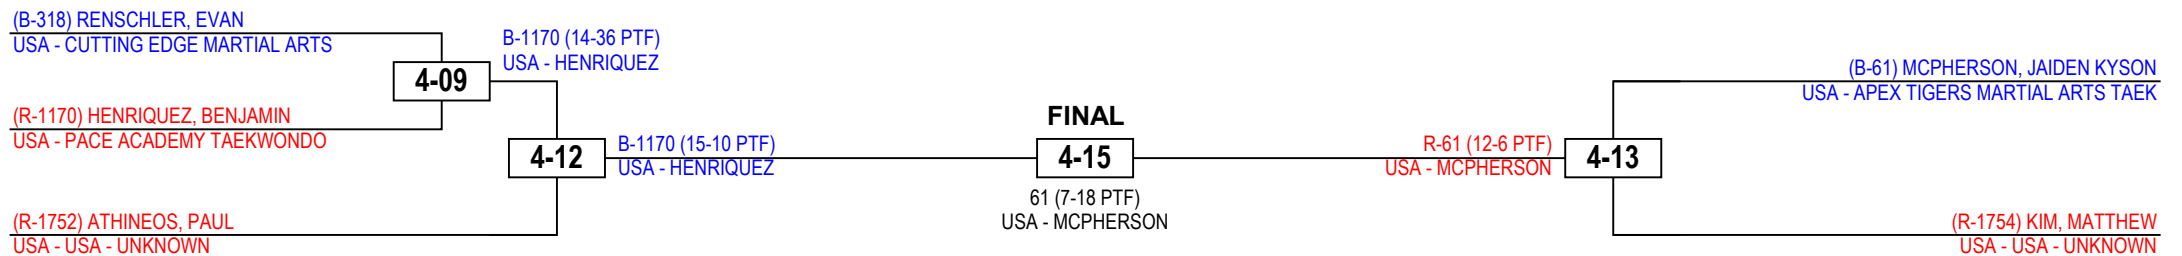 (B-318) RENSCHLER, EVAN
USA - CUTTING EDGE MARTIAL ARTS
B-1170 (14-36 PTF)
USA - HENRIQUEZ
4-09
(R-1170) HENRIQUEZ, BENJAMIN
USA - PACE ACADEMY TAEKWONDO
4-12
B-1170 (15-10 PTF)
USA - HENRIQUEZ
(R-1752) ATHINEOS, PAUL
USA - USA - UNKNOWN
FINAL
4-15
61 (7-18 PTF)
USA - MCPHERSON
R-61 (12-6 PTF)
USA - MCPHERSON
4-13
(B-61) MCPHERSON, JAIDEN KYSON
USA - APEX TIGERS MARTIAL ARTS TAEK
(R-1754) KIM, MATTHEW
USA - USA - UNKNOWN